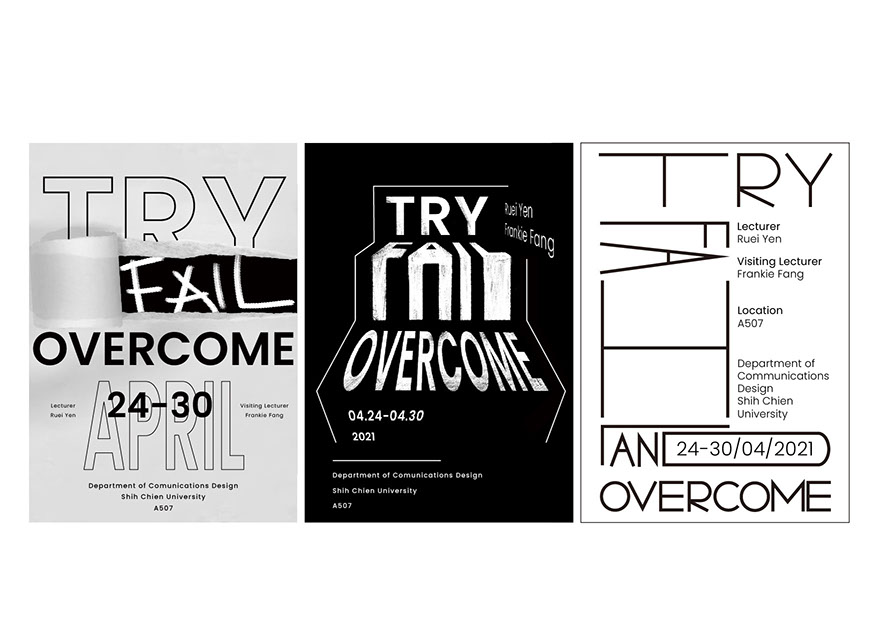 TRY
FAIL
OVERCOME
APRIL
24-30
Lecturer
Ruei Yen
Visiting Lecturer
Frankie Fang
Department of Comunications Design
Shih Chien University
A507
TRY
Ruei Yen
Frankie Fang
FAIL
OVERCOME
04.24-04.30
2021
Department of Comunications Design
Shih Chien University
A507
TRY
FAIL
Lecturer
Ruei Yen
Visiting Lecturer
Frankie Fang
Location
A507
Department of
Communications
Design
Shih Chien
University
AND 24-30/04/2021
OVERCOME